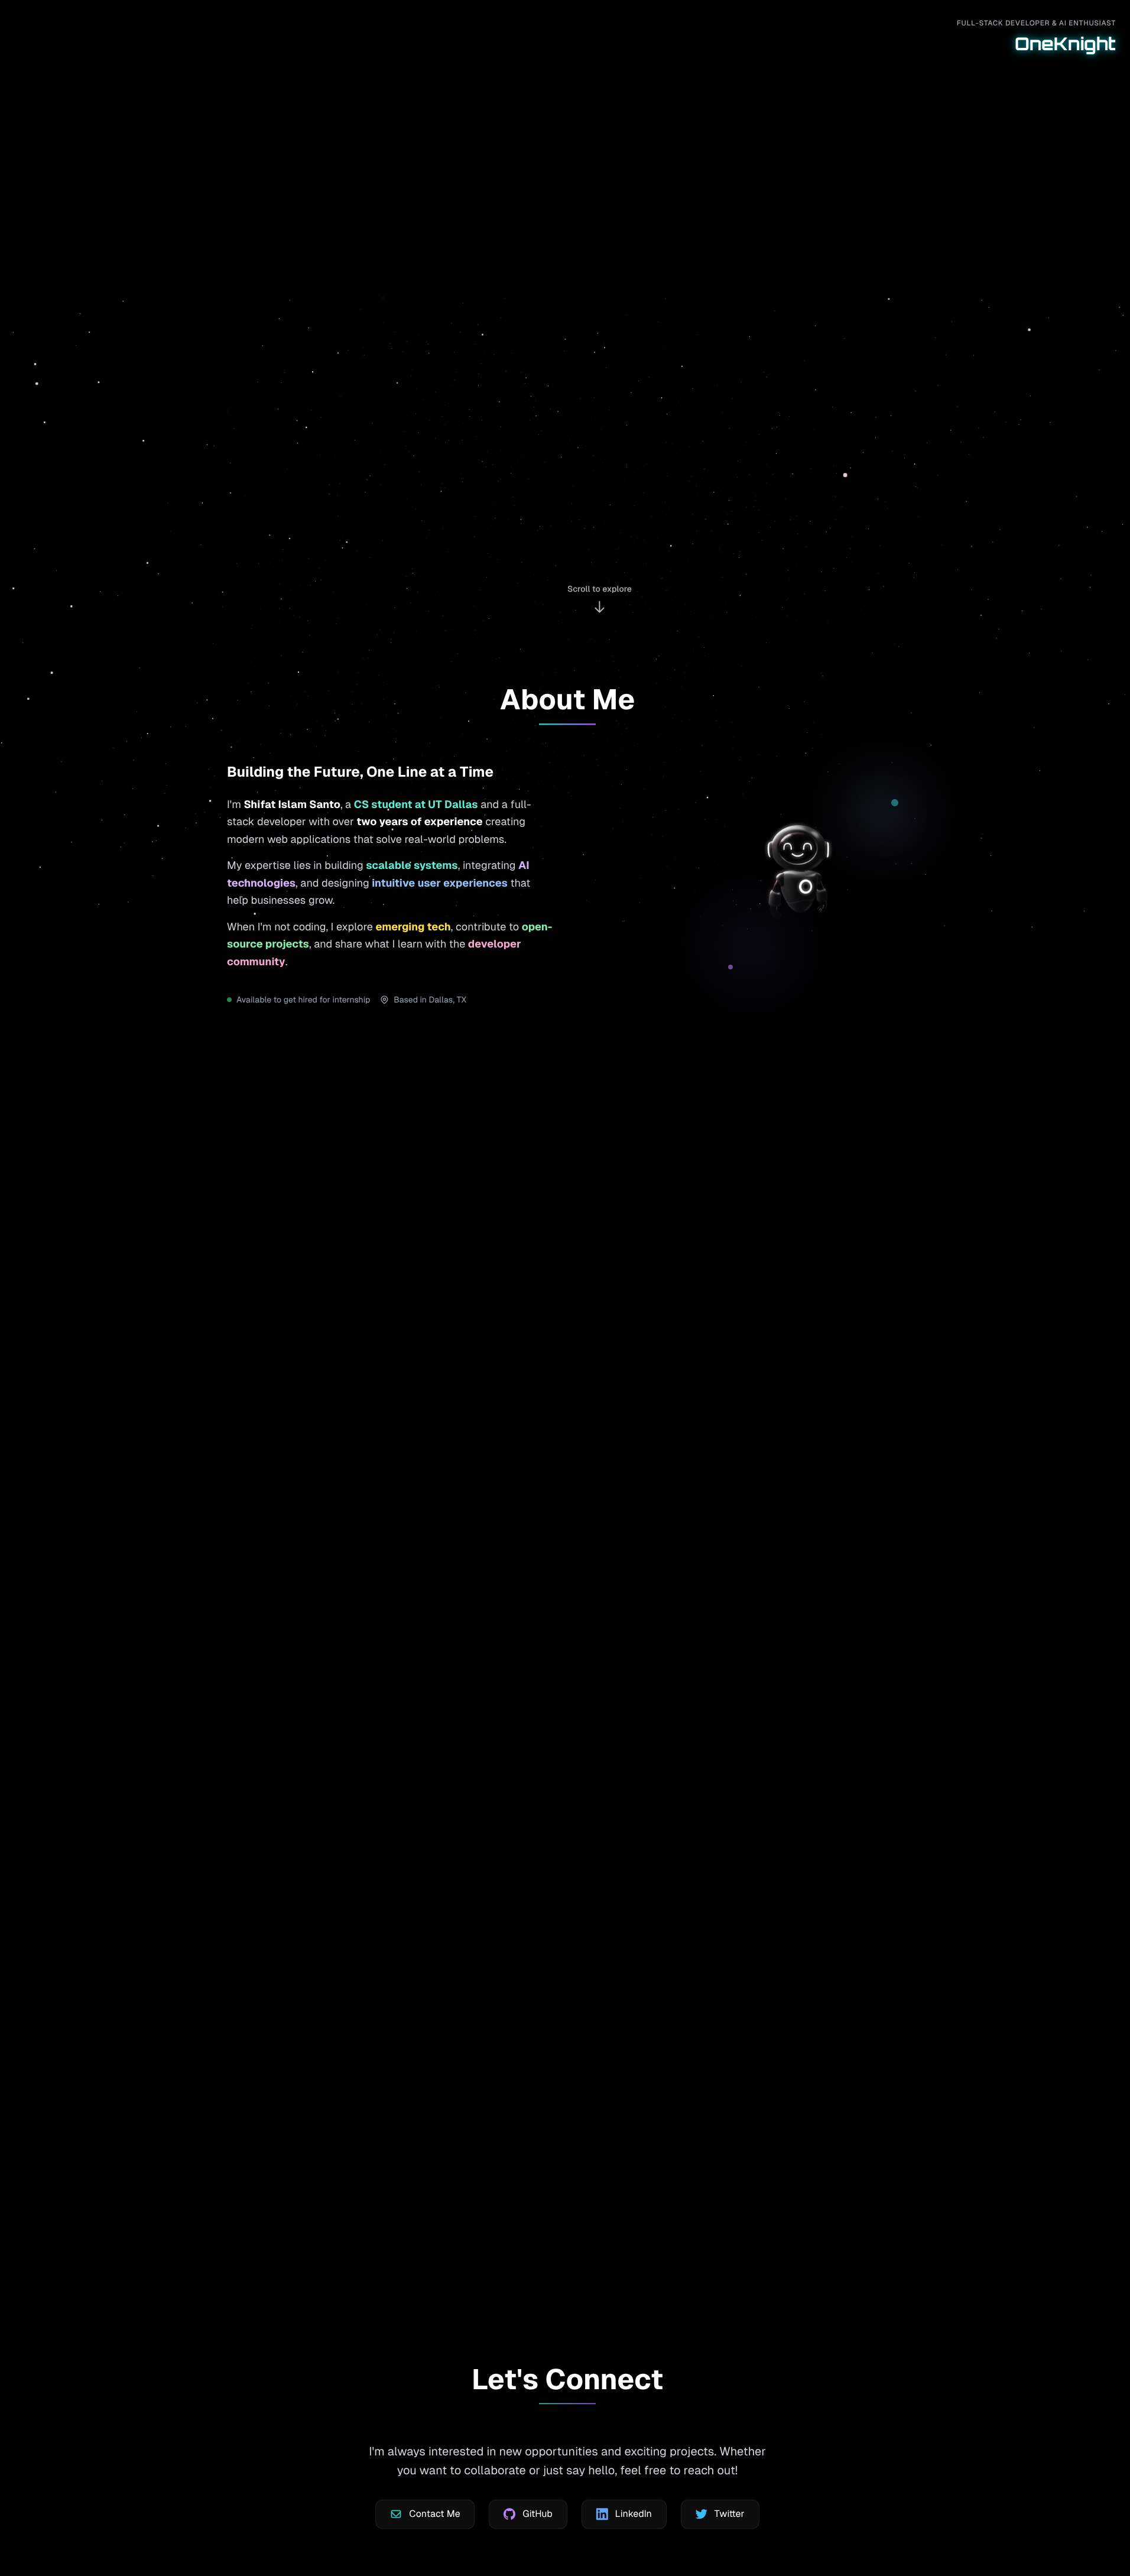 FULL-STACK DEVELOPER & AI ENTHUSIAST
OneKnight
Scroll to explore
About Me
Building the Future, One Line at a Time
I'm Shifat Islam Santo, a CS student at UT Dallas and a full-
stack developer with over two years of experience creating
modern web applications that solve real-world problems.
My expertise lies in building scalable systems, integrating AI
technologies, and designing intuitive user experiences that
help businesses grow.
When I'm not coding, I explore emerging tech, contribute to open-
source projects, and share what I learn with the developer
community.
Available to get hired for internship Based in Dallas, TX
Let's Connect
I'm always interested in new opportunities and exciting projects. Whether
you want to collaborate or just say hello, feel free to reach out!
Contact Me GitHub LinkedIn Twitter